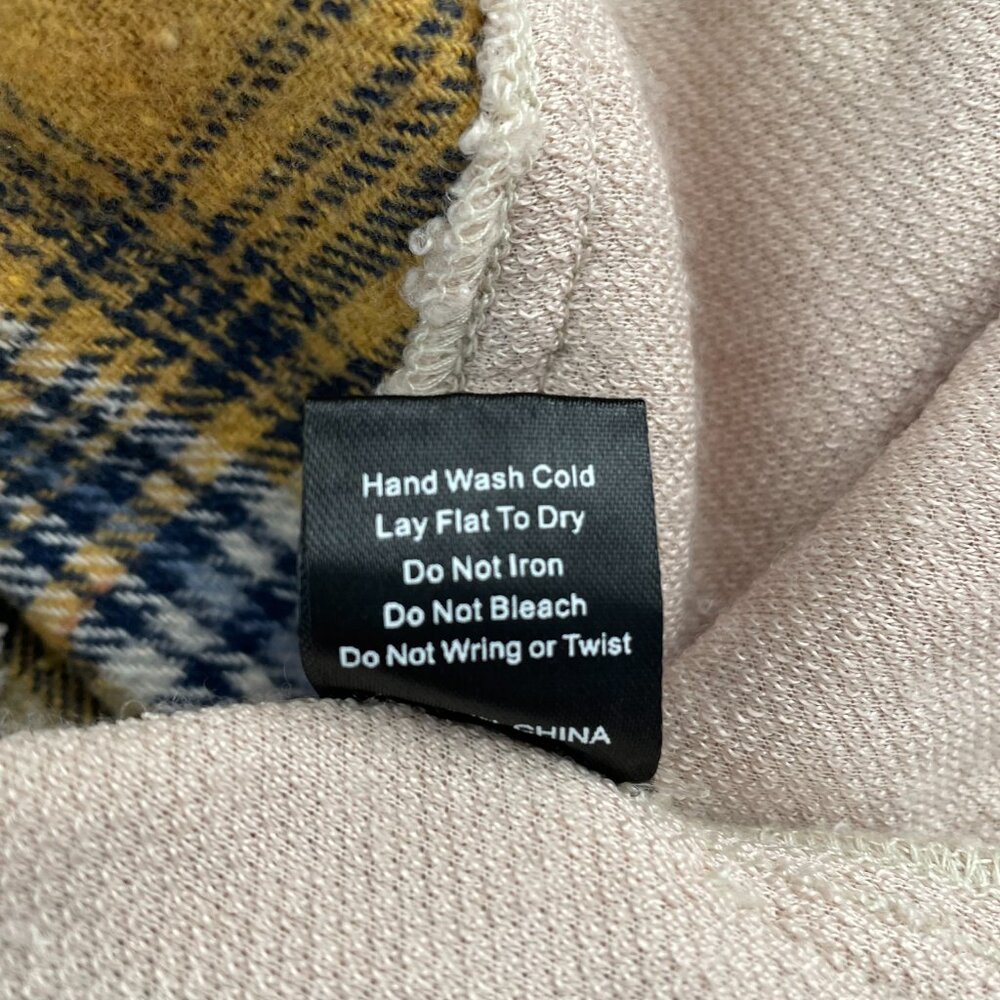 Hand Wash Cold
Lay Flat To Dry
Do Not Iron
Do Not Bleach
Do Not Wring or Twist
CHINA